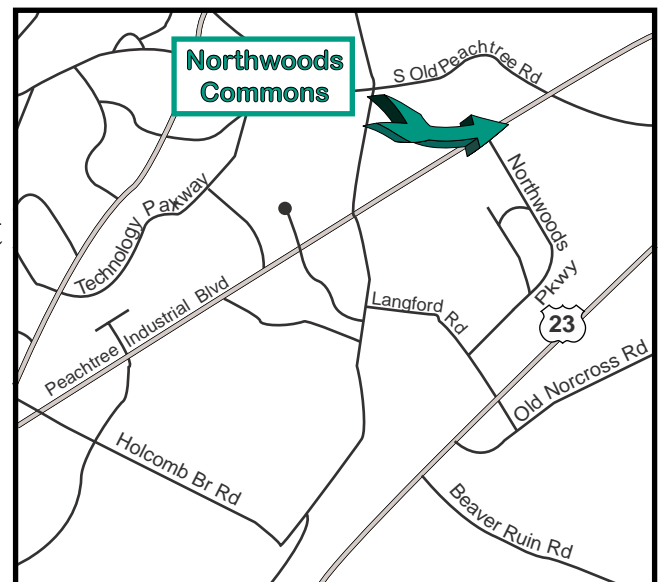 Northwoods
Commons
S Old Peachtree Rd
Northwoods
Pkwy
Technology Pakway
Peachtree Industrial Blvd
Langford Rd
23
Old Norcross Rd
Holcomb Br Rd
Beaver Ruin Rd